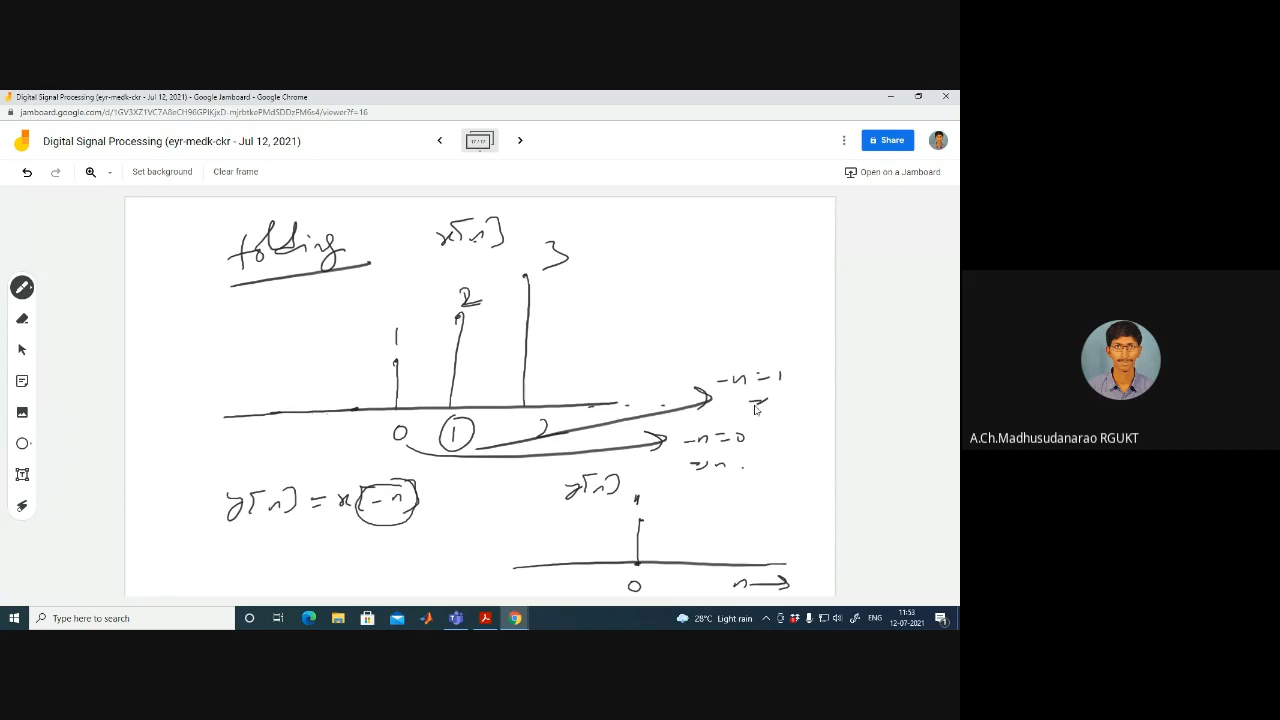 Digital Signal Processing (eyr-medk-ckr - Jul 12, 2021) - Google Jamboard - Google Chrome
Digital Signal Processing (eyr-medk-ckr - Jul 12, 2021)
17 / 17
Share
Set background
Clear frame
Open on a Jamboard
folding
x[n]
3
2
1
-n=1
0 1 2
-n=0
=> n
y[n] = x[-n]
y[n]
0
n
A.Ch.Madhusudanarao RGUKT
Type here to search
28°C Light rain
ENG
11:53
12-07-2021